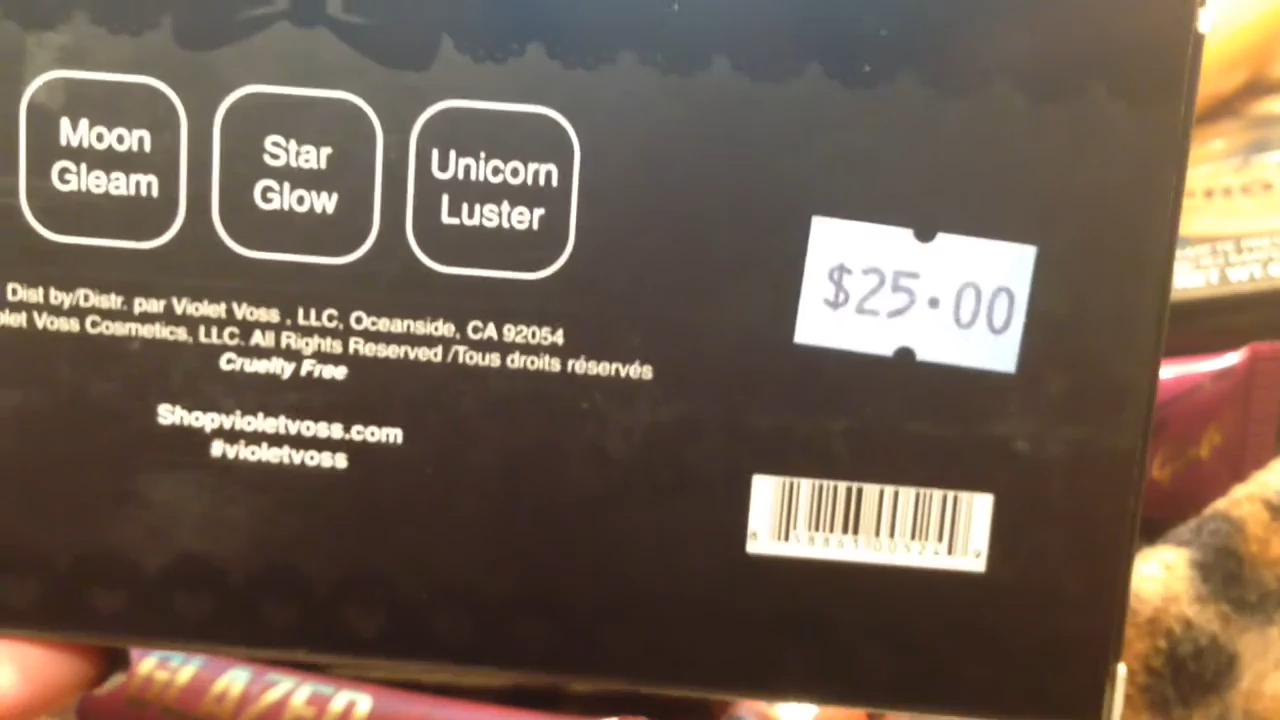 Moon
Gleam
Star
Glow
Unicorn
Luster
$25.00
Dist by/Distr. par Violet Voss , LLC, Oceanside, CA 92054
Voss Cosmetics, LLC. All Rights Reserved /Tous droits réservés
Cruelty Free
Shopvioletvoss.com
#violetvoss
GLAZED